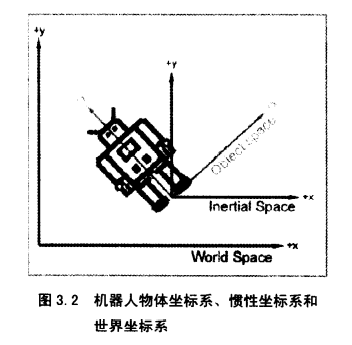 +y
+y
Object space
+x
Inertial Space
+x
World Space
图 3.2 机器人物体坐标系、惯性坐标系和
世界坐标系